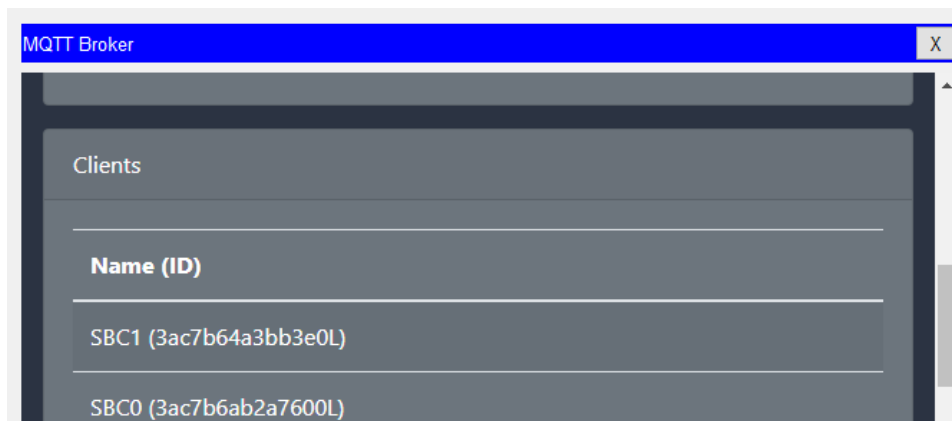 MQTT Broker X
Clients
Name (ID)
SBC1 (3ac7b64a3bb3e0L)
SBC0 (3ac7b6ab2a7600L)